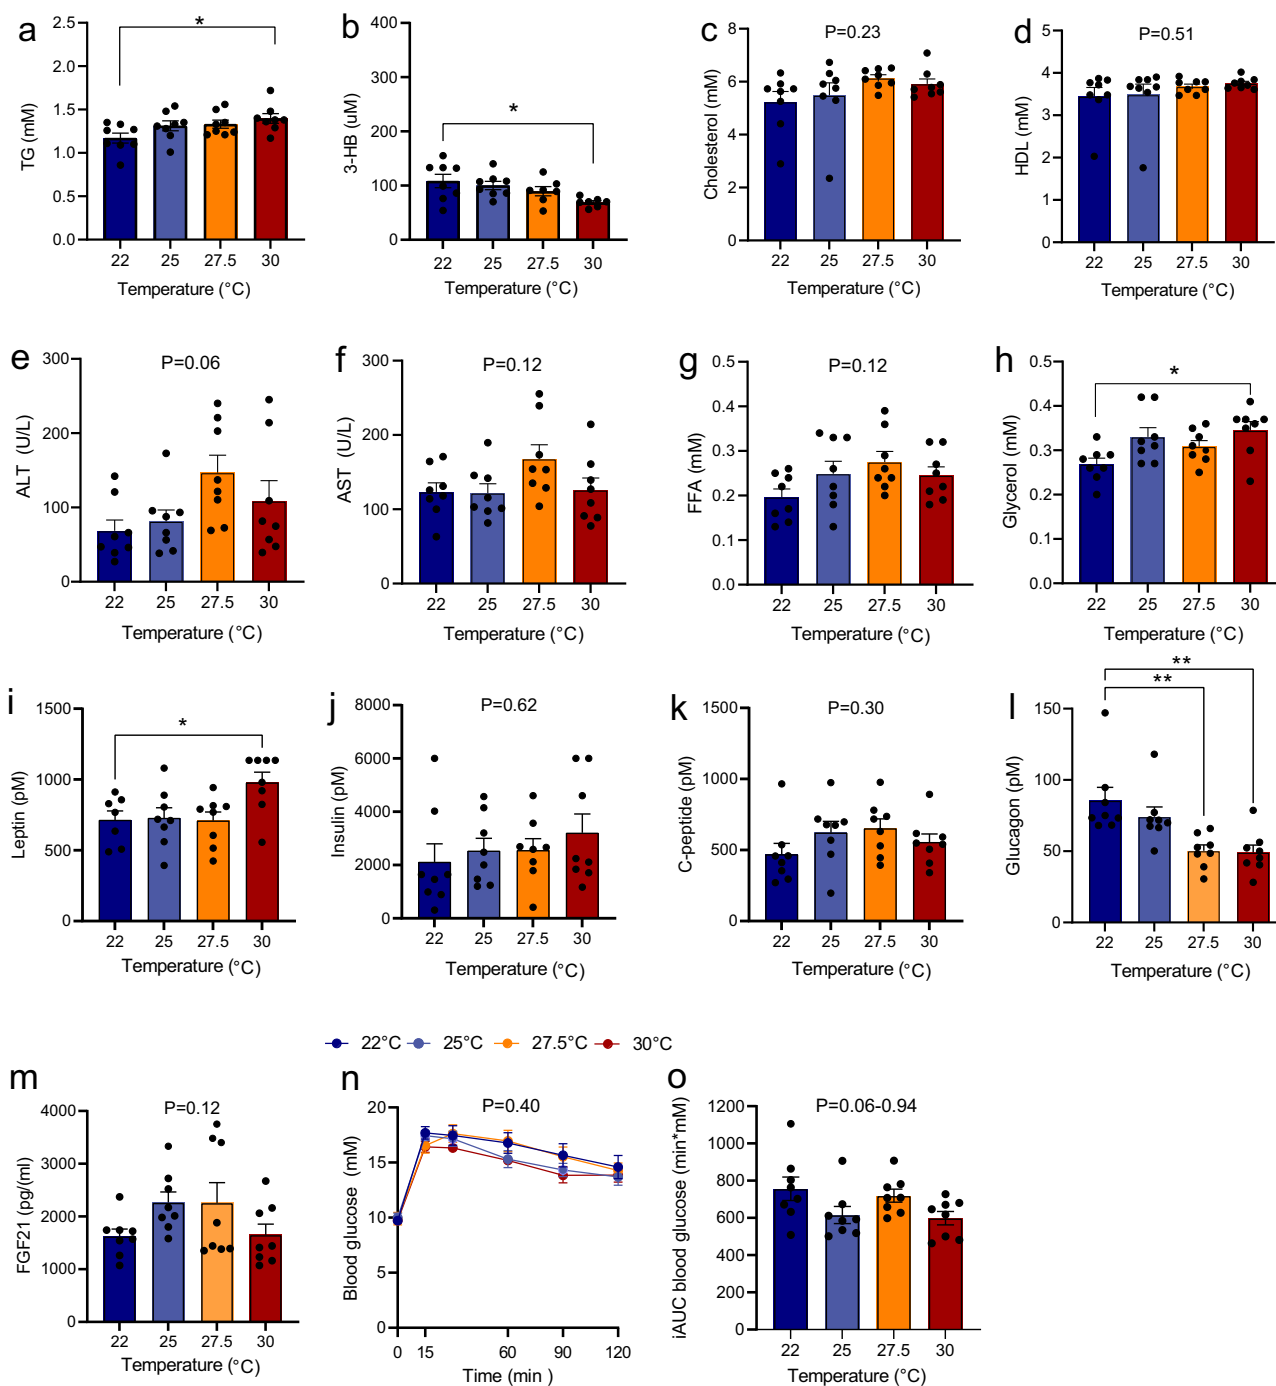 a
TG (mM)
2.5
2.0
1.5
1.0
0.5
0.0
*
22 25 27.5 30
Temperature (°C)
b
3-HB (uM)
400
300
200
100
0
*
22 25 27.5 30
Temperature (°C)
c
P=0.23
Cholesterol (mM)
8
6
4
2
0
22 25 27.5 30
Temperature (°C)
d
P=0.51
HDL (mM)
5
4
3
2
1
0
22 25 27.5 30
Temperature (°C)
e
P=0.06
ALT (U/L)
300
200
100
0
22 25 27.5 30
Temperature (°C)
f
P=0.12
AST (U/L)
300
200
100
0
22 25 27.5 30
Temperature (°C)
g
P=0.12
FFA (mM)
0.5
0.4
0.3
0.2
0.1
0.0
22 25 27.5 30
Temperature (°C)
h
Glycerol (mM)
0.5
0.4
0.3
0.2
0.1
0.0
*
22 25 27.5 30
Temperature (°C)
i
Leptin (pM)
1500
1000
500
0
*
22 25 27.5 30
Temperature (°C)
j
P=0.62
Insulin (pM)
8000
6000
4000
2000
0
22 25 27.5 30
Temperature (°C)
k
P=0.30
C-peptide (pM)
1500
1000
500
0
22 25 27.5 30
Temperature (°C)
l
Glucagon (pM)
150
100
50
0
**
**
22 25 27.5 30
Temperature (°C)
22°C 25°C 27.5°C 30°C
m
P=0.12
FGF21 (ppg/(ml)
4000
3000
2000
1000
0
22 25 27.5 30
Temperature (°C)
n
P=0.40
Blood glucose (mM)
20
15
10
5
0
0 15 60 90 120
Time (min )
o
P=0.06-0.94
iAUC blood glucose (min*mM)
1200
1000
800
600
400
200
0
22 25 27.5 30
Temperature (°C)